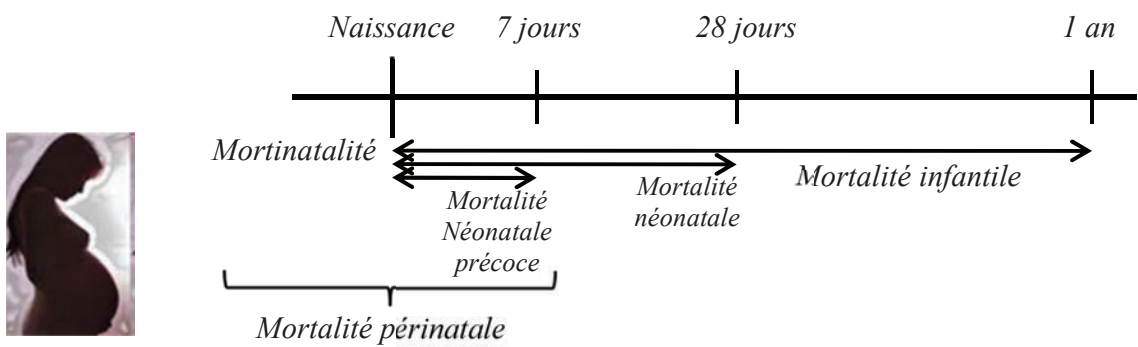 Naissance 7 jours 28 jours 1 an
Mortinatalité
Mortalité infantile
Mortalité
néonatale
Mortalité
Néonatale
précoce
Mortalité périnatale